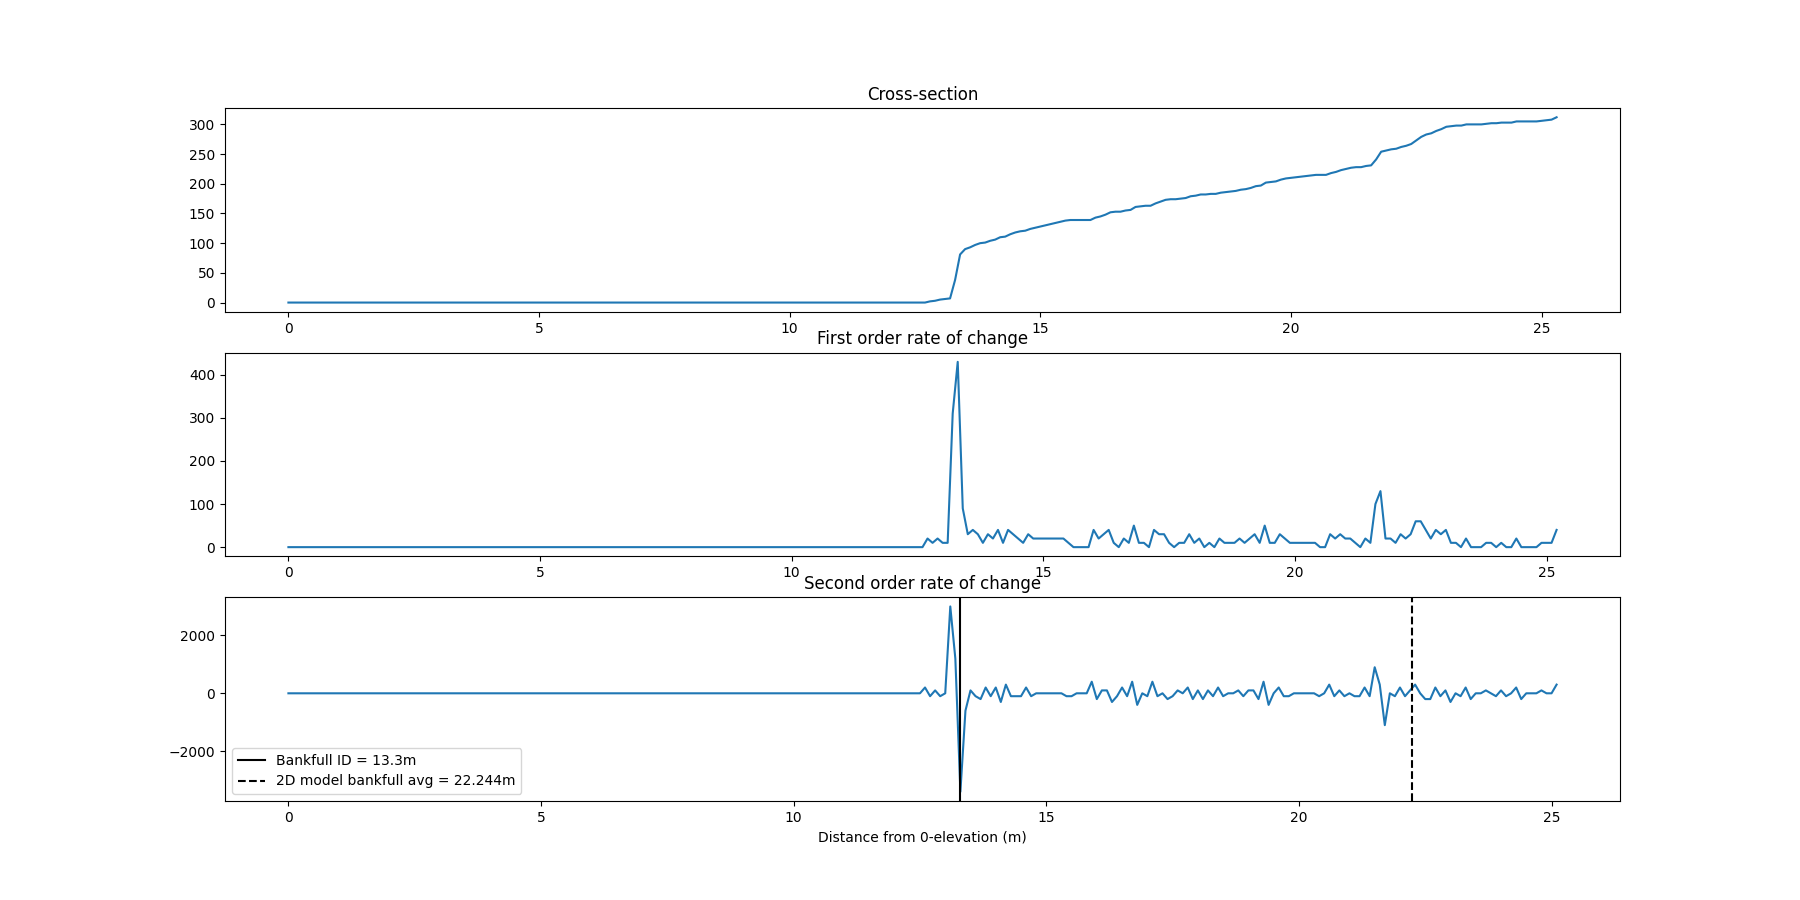 Cross-section
300
250
200
150
100
50
0
0 5 10 15 20 25
First order rate of change
400
300
200
100
0
0 5 10 15 20 25
Second order rate of change
2000
0
−2000
Bankfull ID = 13.3m
2D model bankfull avg = 22.244m
0 5 10 15 20 25
Distance from 0-elevation (m)